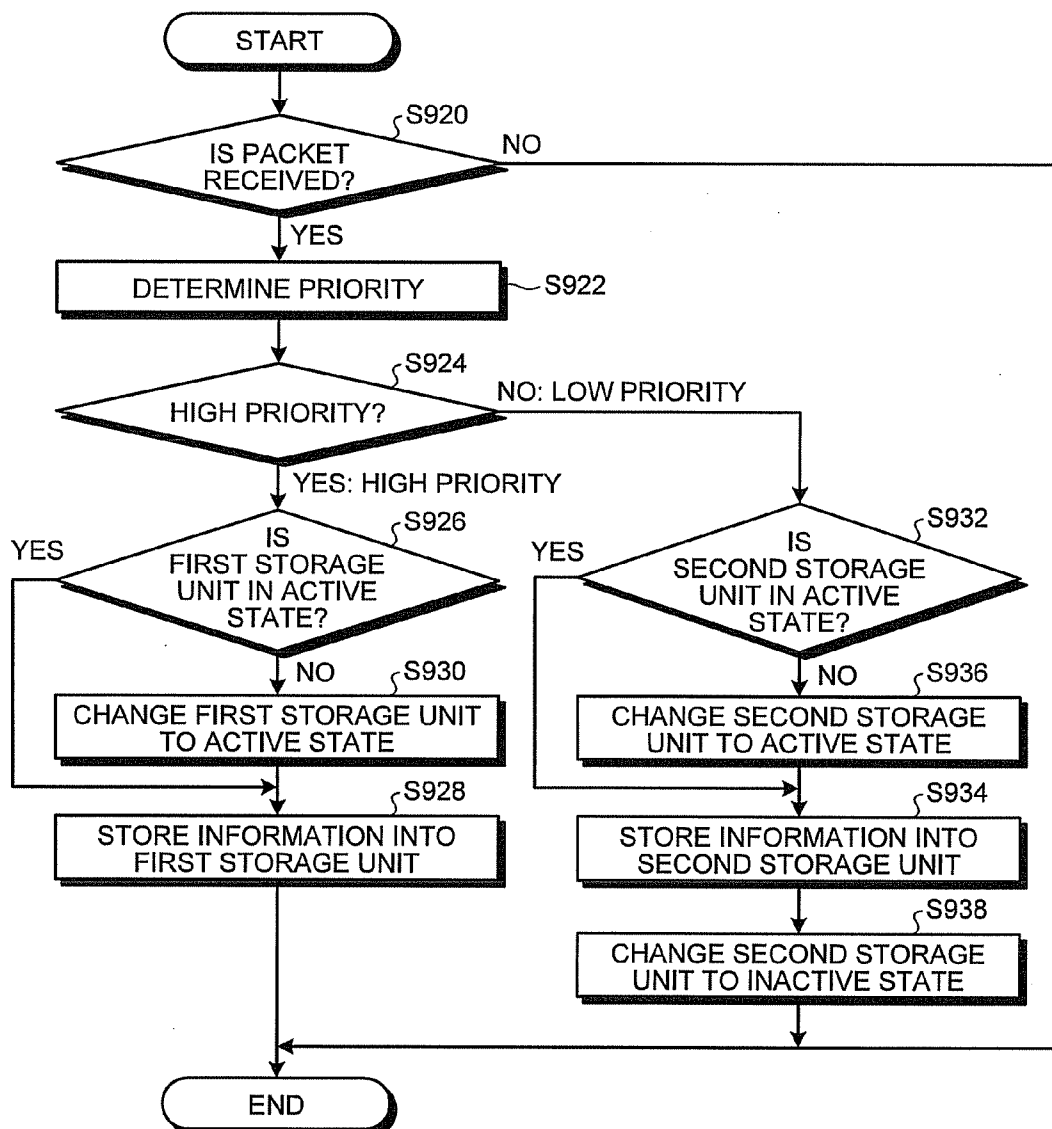 START
S920
IS PACKET
RECEIVED?
NO
YES
DETERMINE PRIORITY
S922
S924
HIGH PRIORITY?
NO: LOW PRIORITY
YES: HIGH PRIORITY
S926
IS
FIRST STORAGE
UNIT IN ACTIVE
STATE?
YES
NO
S930
CHANGE FIRST STORAGE UNIT
TO ACTIVE STATE
S928
STORE INFORMATION INTO
FIRST STORAGE UNIT
S932
IS
SECOND STORAGE
UNIT IN ACTIVE
STATE?
YES
NO
S936
CHANGE SECOND STORAGE
UNIT TO ACTIVE STATE
S934
STORE INFORMATION INTO
SECOND STORAGE UNIT
S938
CHANGE SECOND STORAGE
UNIT TO INACTIVE STATE
END